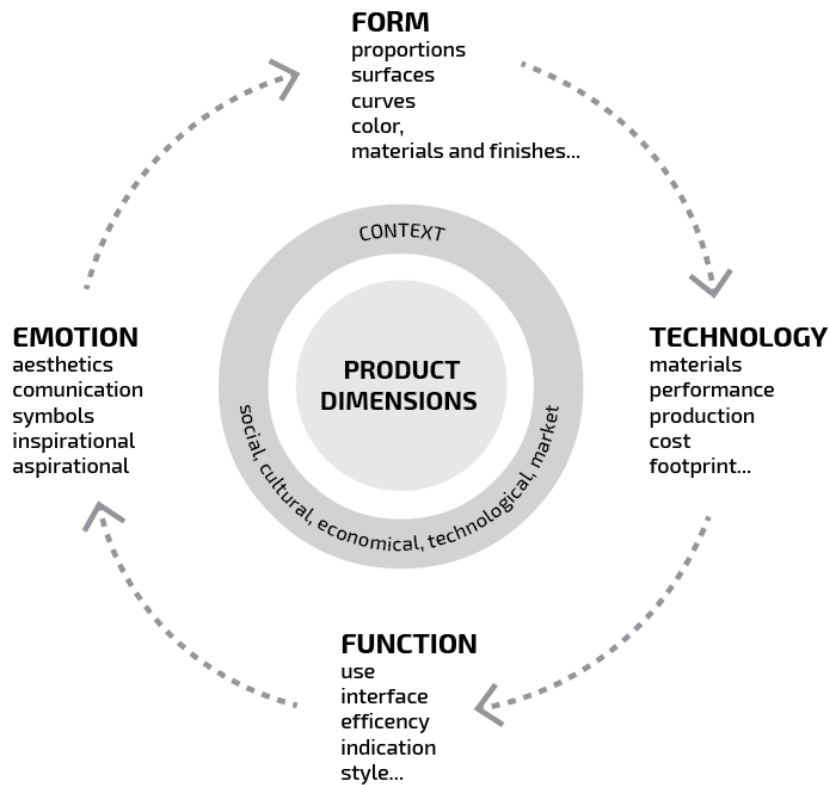 FORM
proportions
surfaces
curves
color,
materials and finishes...
CONTEXT
PRODUCT
DIMENSIONS
social, cultural, economical, technological, market
EMOTION
aesthetics
comunication
symbols
inspirational
aspirational
TECHNOLOGY
materials
performance
production
cost
footprint...
FUNCTION
use
interface
efficency
indication
style...